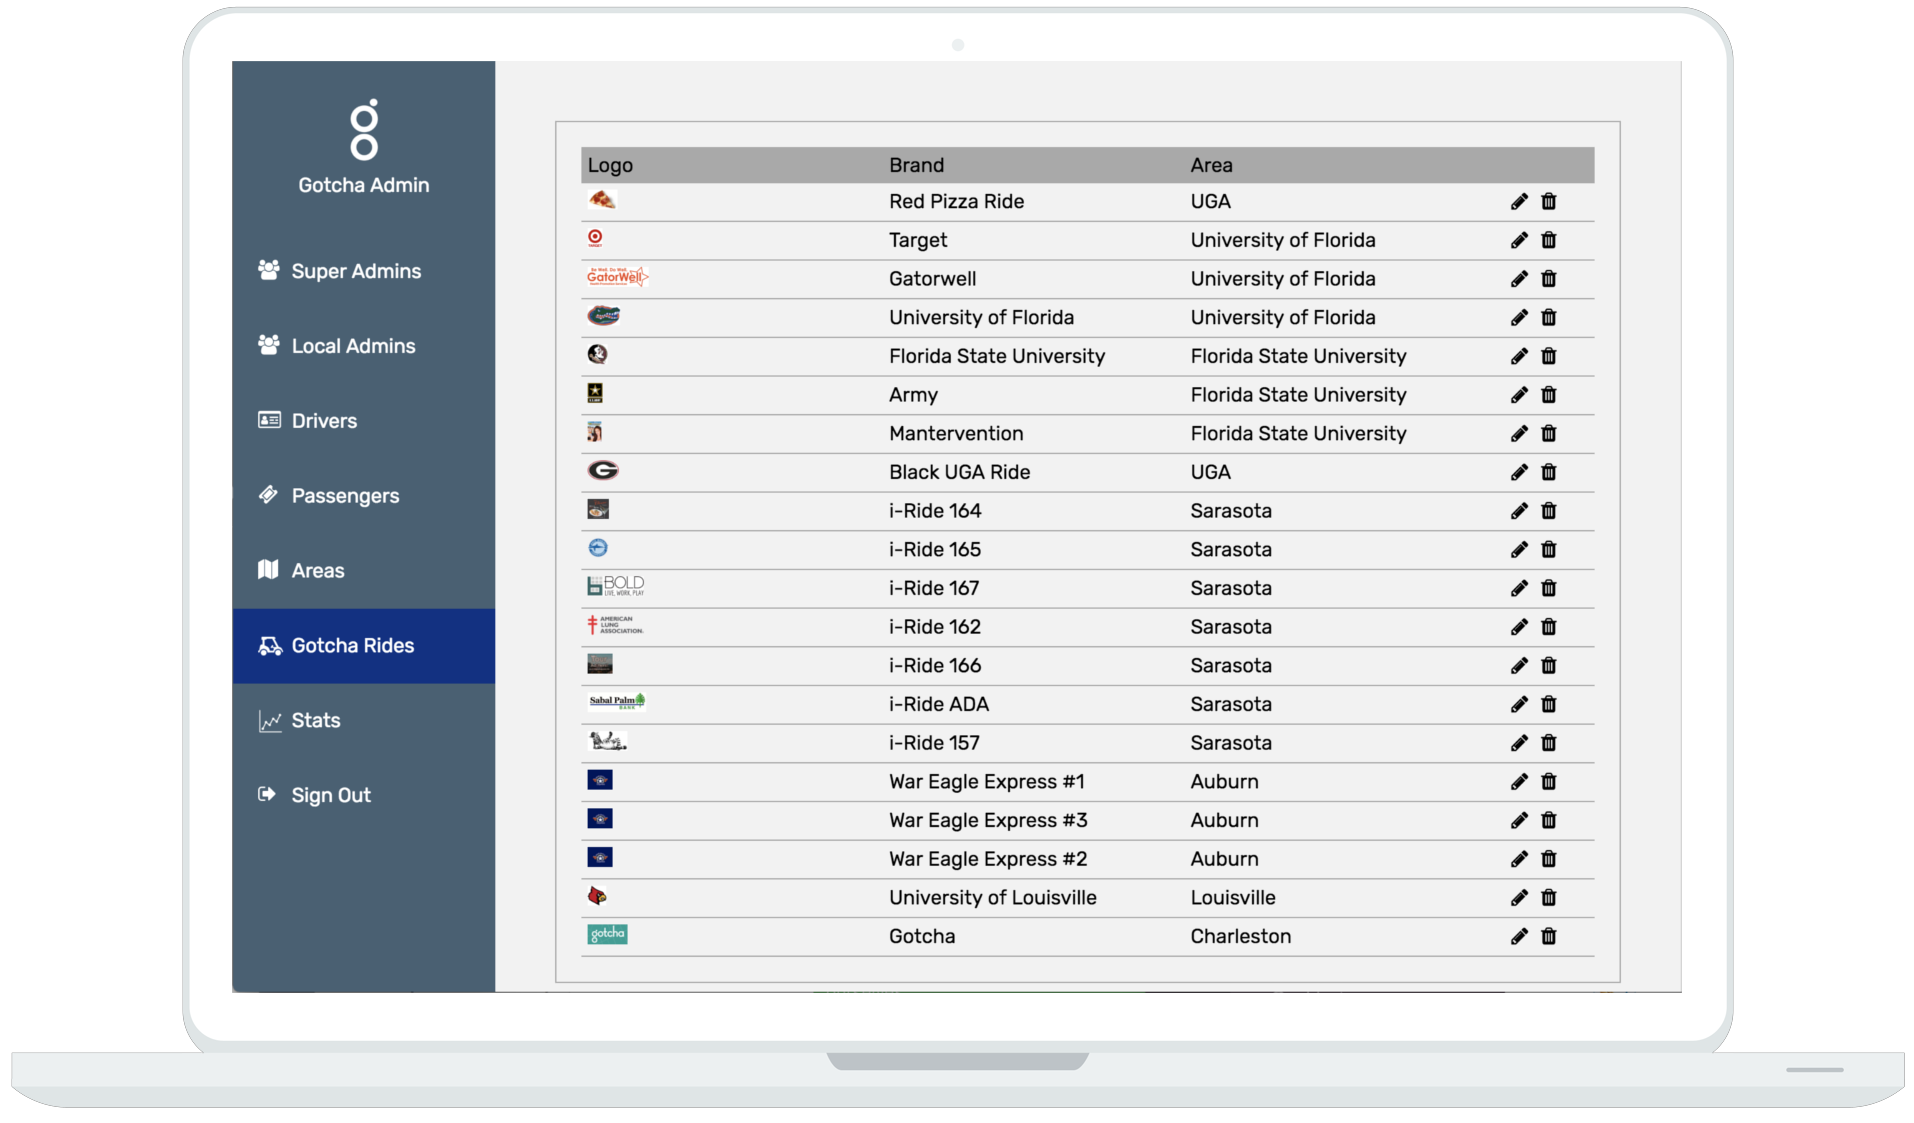 Gotcha Admin
Super Admins
Local Admins
Drivers
Passengers
Areas
Gotcha Rides
Stats
Sign Out
Logo Brand Area
Red Pizza Ride UGA
TARGET Target University of Florida
GatorWell Gatorwell University of Florida
University of Florida University of Florida
Florida State University Florida State University
Army Florida State University
Mantervention Florida State University
G Black UGA Ride UGA
i-Ride 164 Sarasota
i-Ride 165 Sarasota
BOLD
LIVE, WORK, PLAY
i-Ride 167 Sarasota
AMERICAN
LUNG
ASSOCIATION.
i-Ride 162 Sarasota
i-Ride 166 Sarasota
Sabal Palm
BANK
i-Ride ADA Sarasota
i-Ride 157 Sarasota
War Eagle Express #1 Auburn
War Eagle Express #3 Auburn
War Eagle Express #2 Auburn
University of Louisville Louisville
gotcha Gotcha Charleston